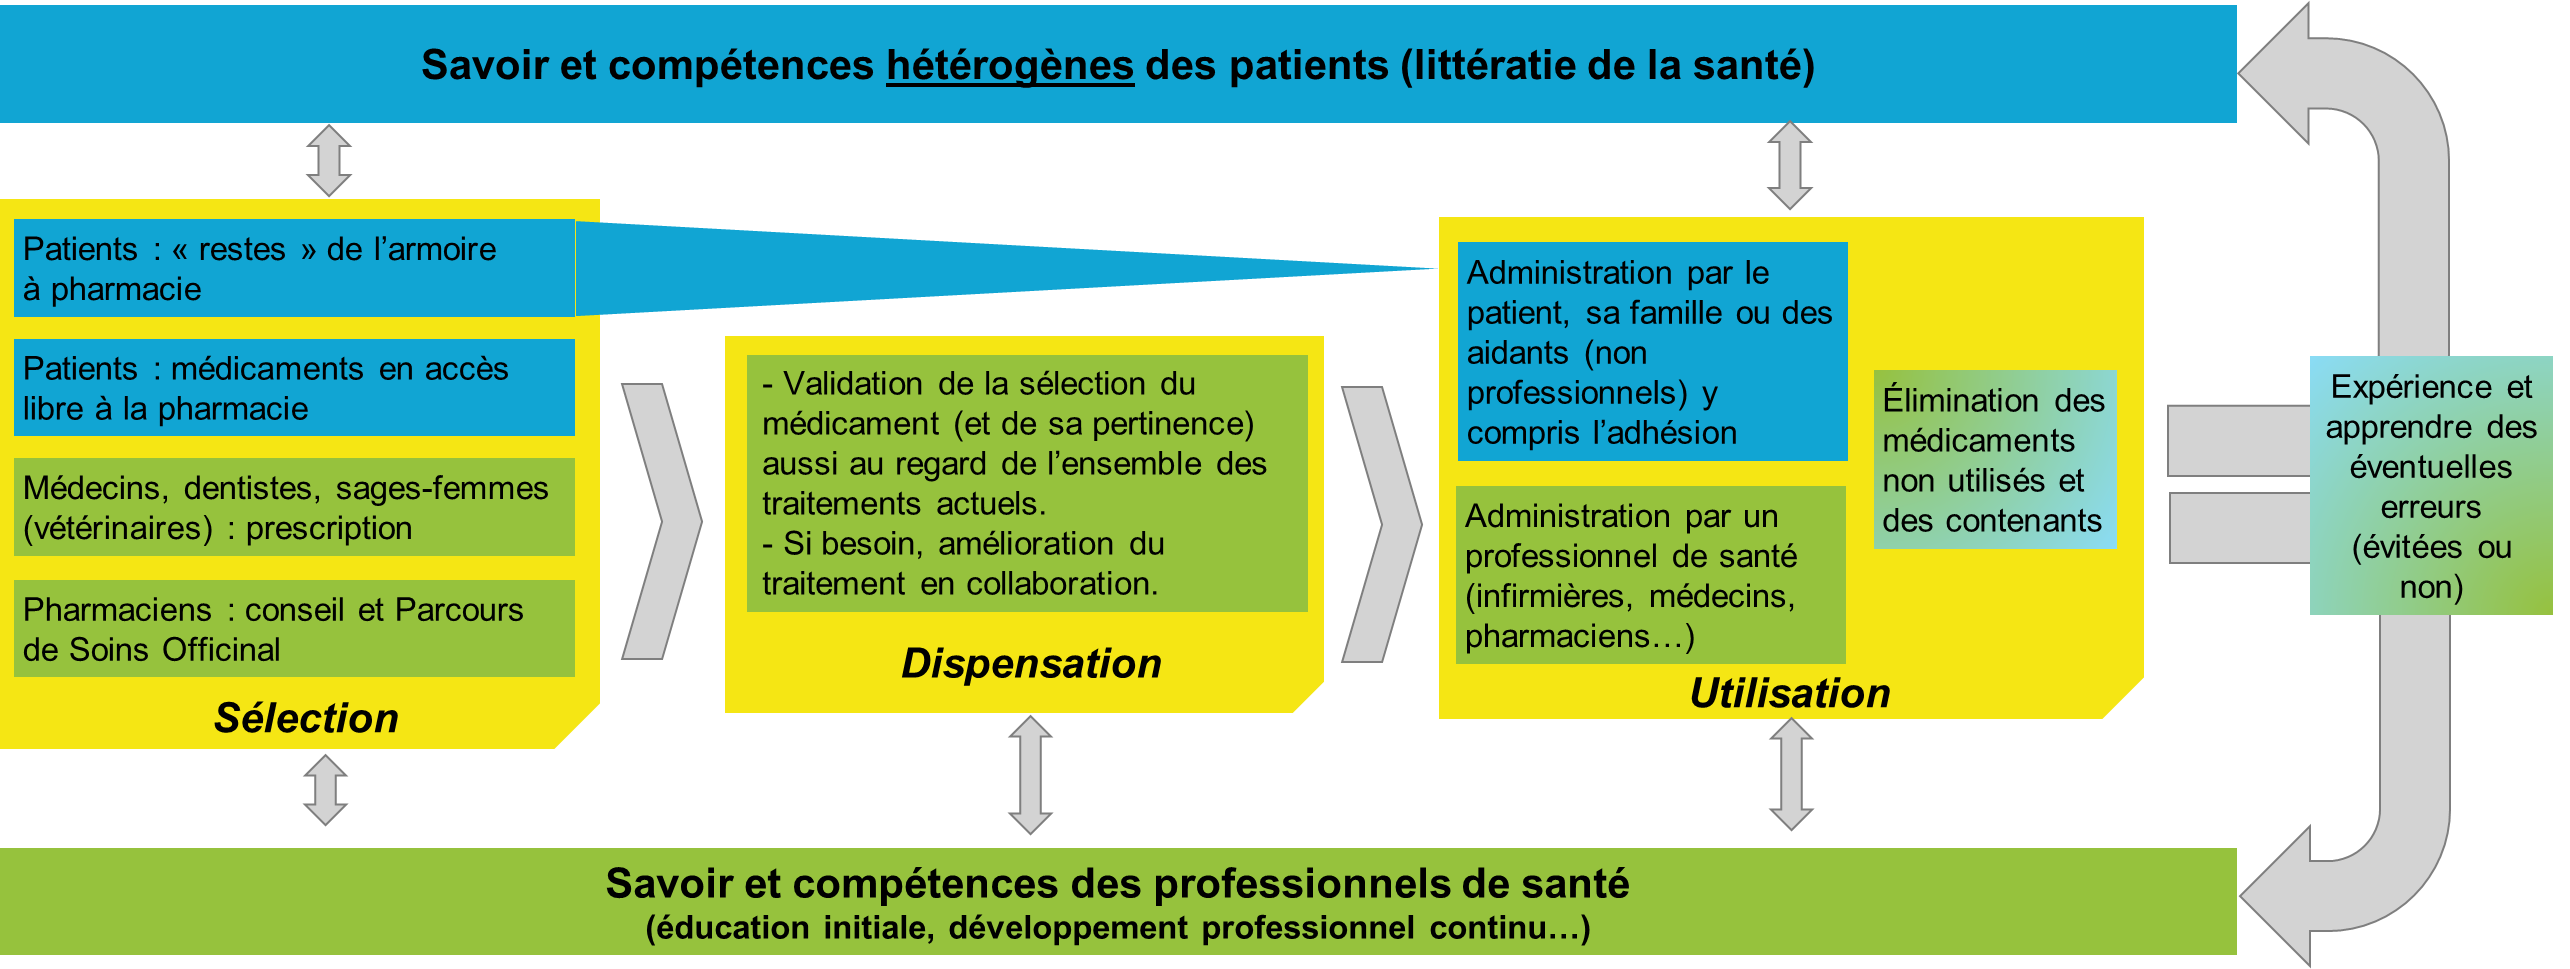 Savoir et compétences hétérogènes des patients (littératie de la santé)
Patients : « restes » de l’armoire
à pharmacie
Patients : médicaments en accès
libre à la pharmacie
Médecins, dentistes, sages-femmes
(vétérinaires) : prescription
Pharmaciens : conseil et Parcours
de Soins Officinal
Sélection
- Validation de la sélection du
médicament (et de sa pertinence)
aussi au regard de l’ensemble des
traitements actuels.
- Si besoin, amélioration du
traitement en collaboration.
Dispensation
Administration par le
patient, sa famille ou des
aidants (non
professionnels) y
compris l’adhésion
Administration par un
professionnel de santé
(infirmières, médecins,
pharmaciens…)
Élimination des
médicaments
non utilisés et
des contenants
Utilisation
Expérience et
apprendre des
éventuelles
erreurs
(évitées ou
non)
Savoir et compétences des professionnels de santé
(éducation initiale, développement professionnel continu…)